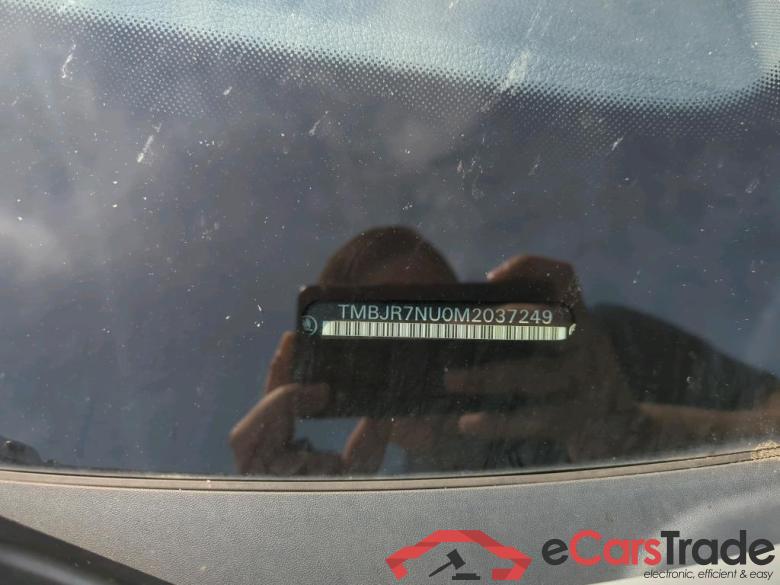 TMBJR7NU0M2037249
eCarsTrade
electronic, efficient & easy